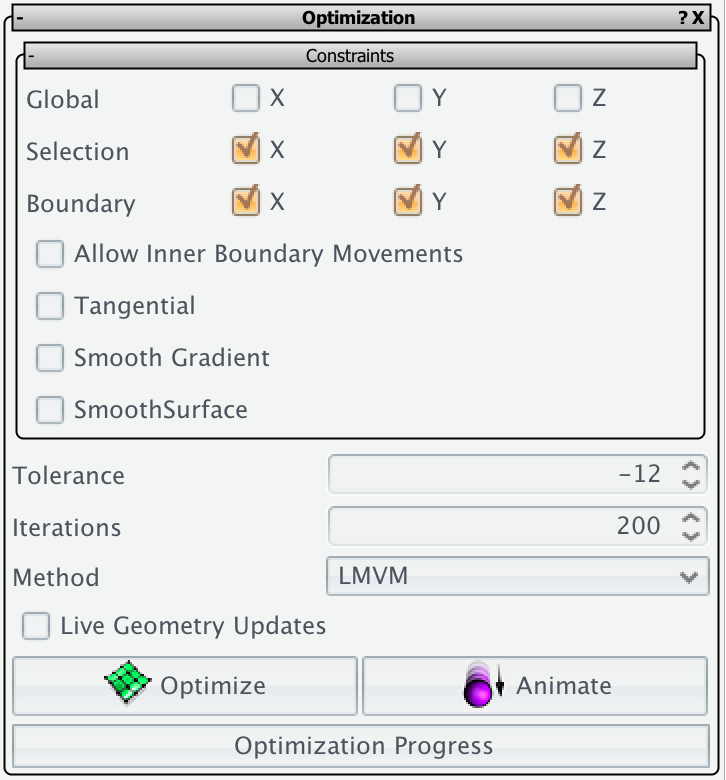 - Optimization ? X
- Constraints
Global X Y Z
Selection X Y Z
Boundary X Y Z
Allow Inner Boundary Movements
Tangential
Smooth Gradient
SmoothSurface
Tolerance -12
Iterations 200
Method LMVM
Live Geometry Updates
Optimize Animate
Optimization Progress